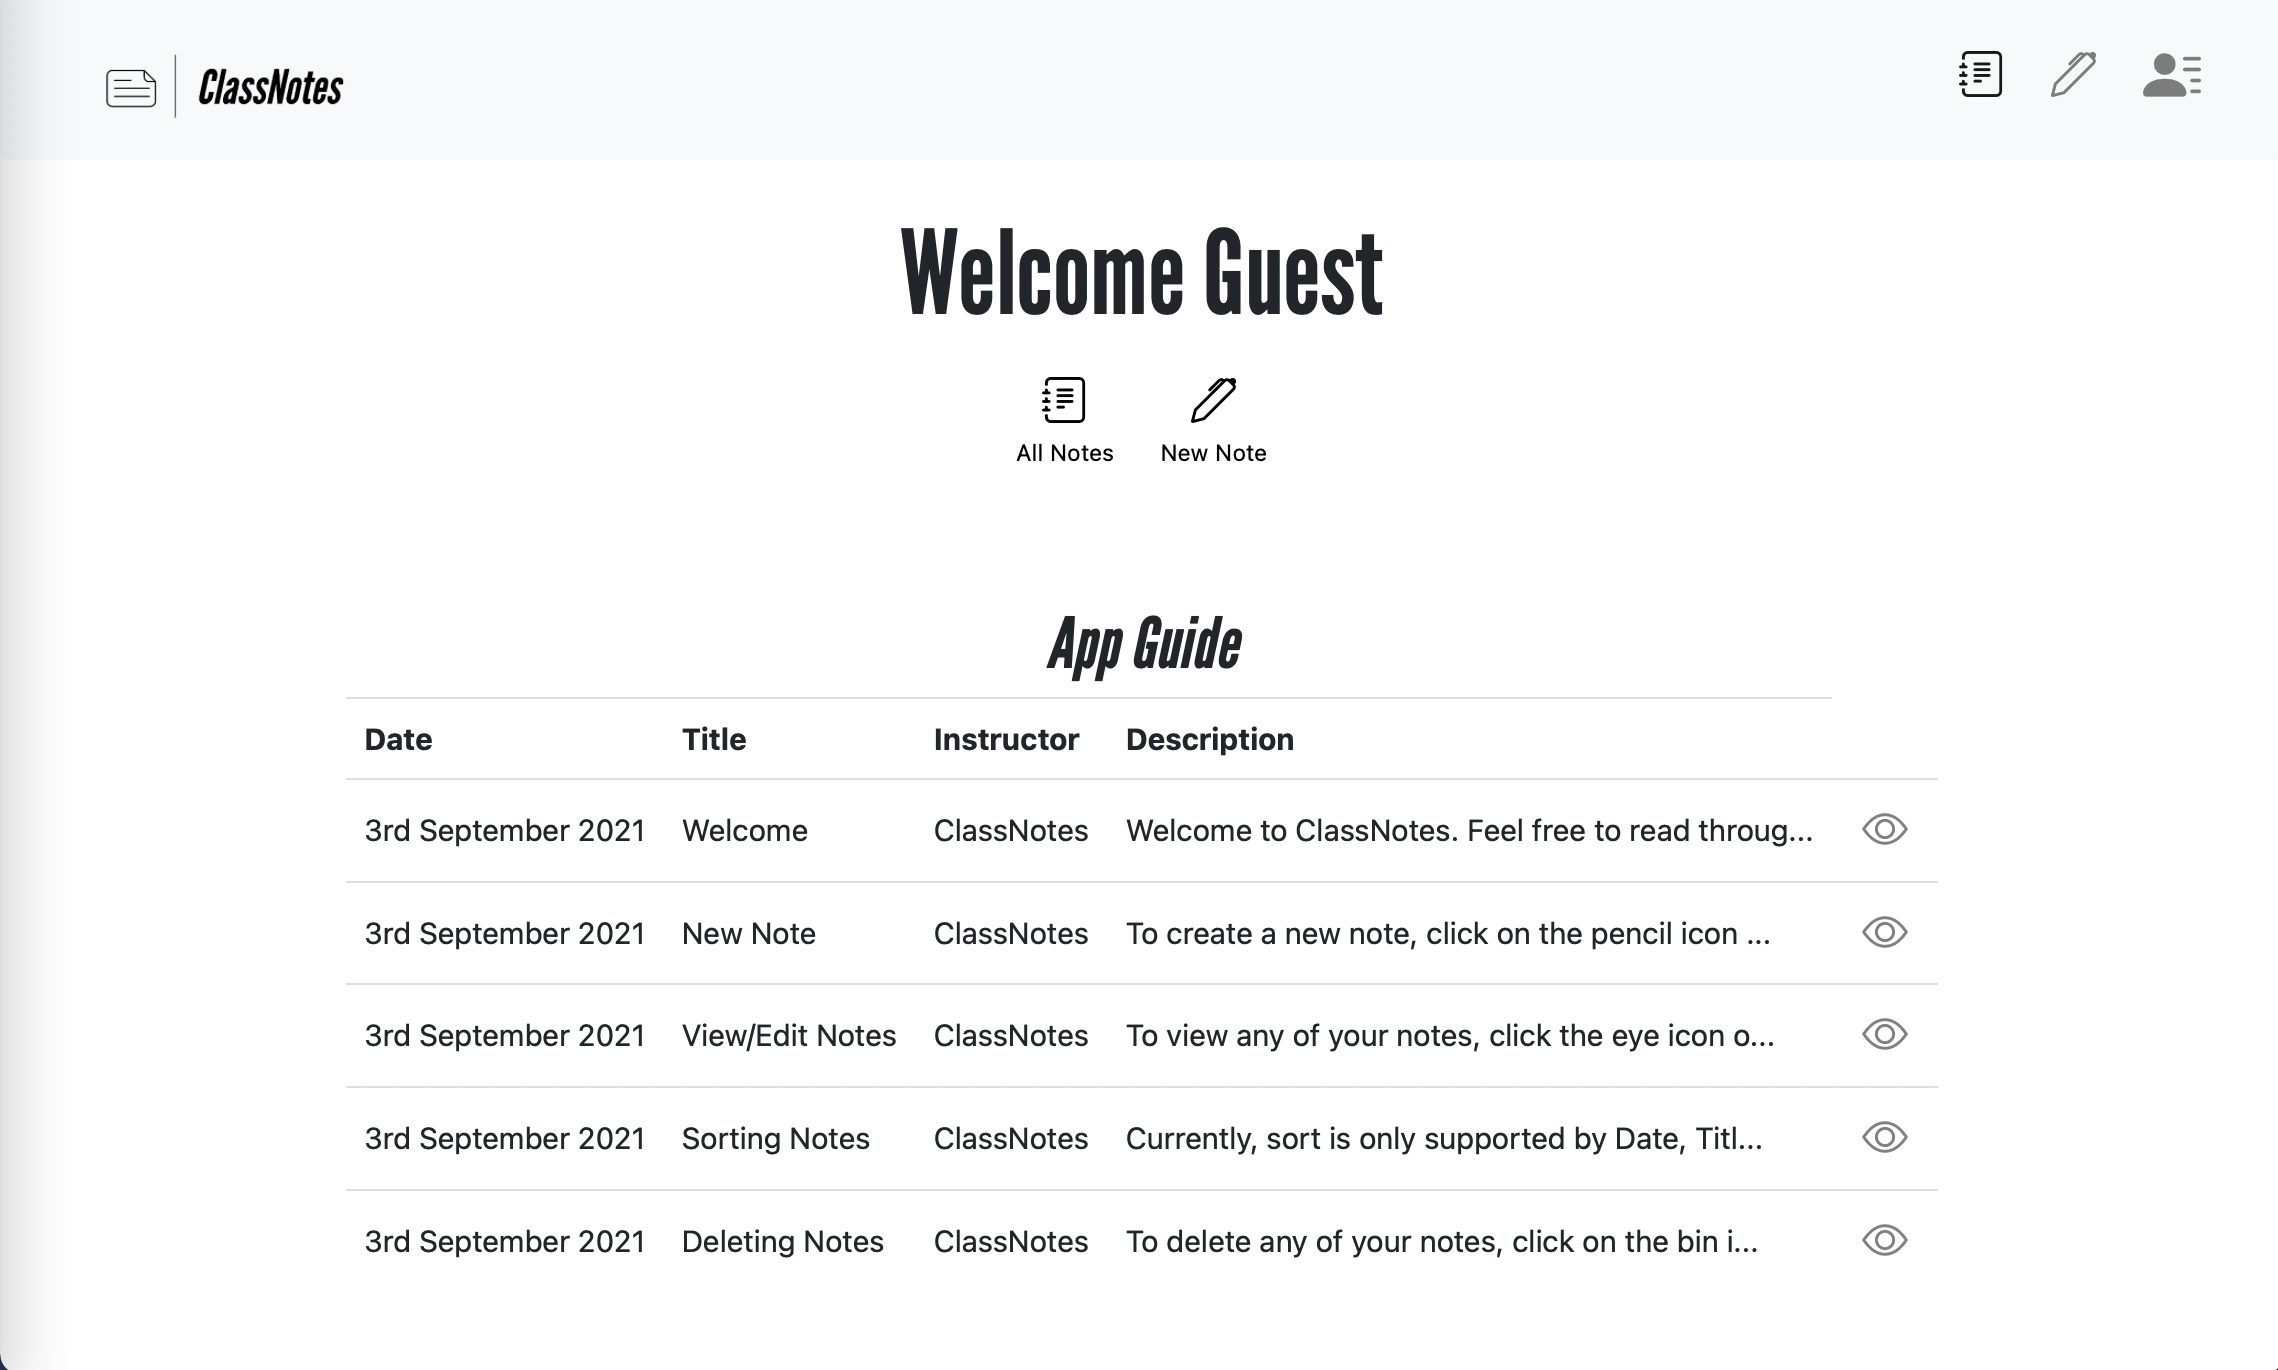 ClassNotes
Welcome Guest
All Notes New Note
App Guide
Date Title Instructor Description
3rd September 2021 Welcome ClassNotes Welcome to ClassNotes. Feel free to read throug...
3rd September 2021 New Note ClassNotes To create a new note, click on the pencil icon ...
3rd September 2021 View/Edit Notes ClassNotes To view any of your notes, click the eye icon o...
3rd September 2021 Sorting Notes ClassNotes Currently, sort is only supported by Date, Titl...
3rd September 2021 Deleting Notes ClassNotes To delete any of your notes, click on the bin i...